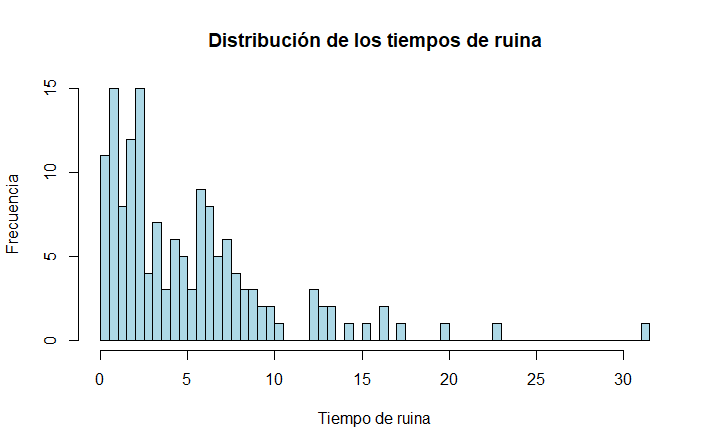 Distribución de los tiempos de ruina
Frecuencia
15
10
5
0
0 5 10 15 20 25 30
Tiempo de ruina